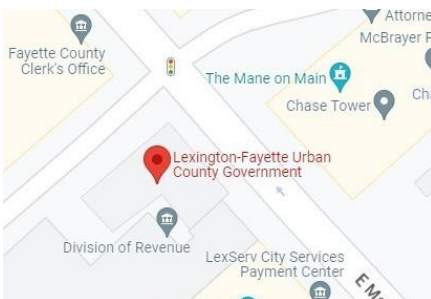 Attorne
McBrayer P
Fayette County
Clerk's Office
The Mane on Main
Chase Tower
Ch
Lexington-Fayette Urban
County Government
Division of Revenue
LexServ City Services
Payment Center
E M